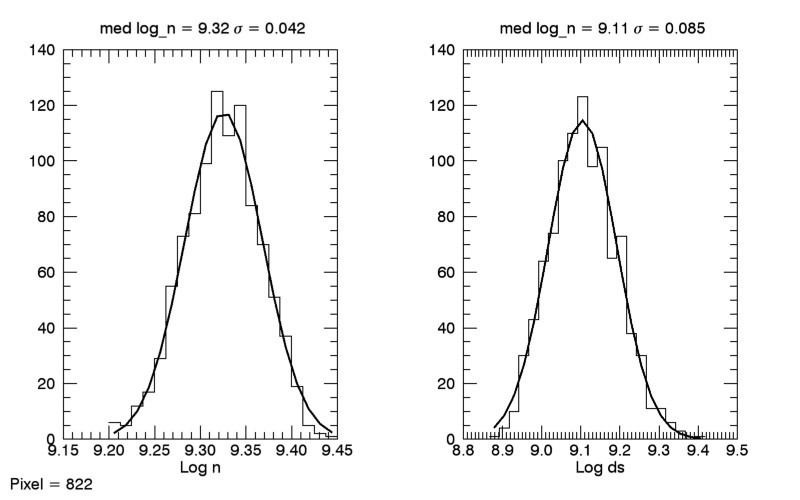 med log_n = 9.32 σ = 0.042
140
120
100
80
60
40
20
0
9.15 9.20 9.25 9.30 9.35 9.40 9.45
Log n
med log_n = 9.11 σ = 0.085
140
120
100
80
60
40
20
0
8.8 8.9 9.0 9.1 9.2 9.3 9.4 9.5
Log ds
Pixel = 822